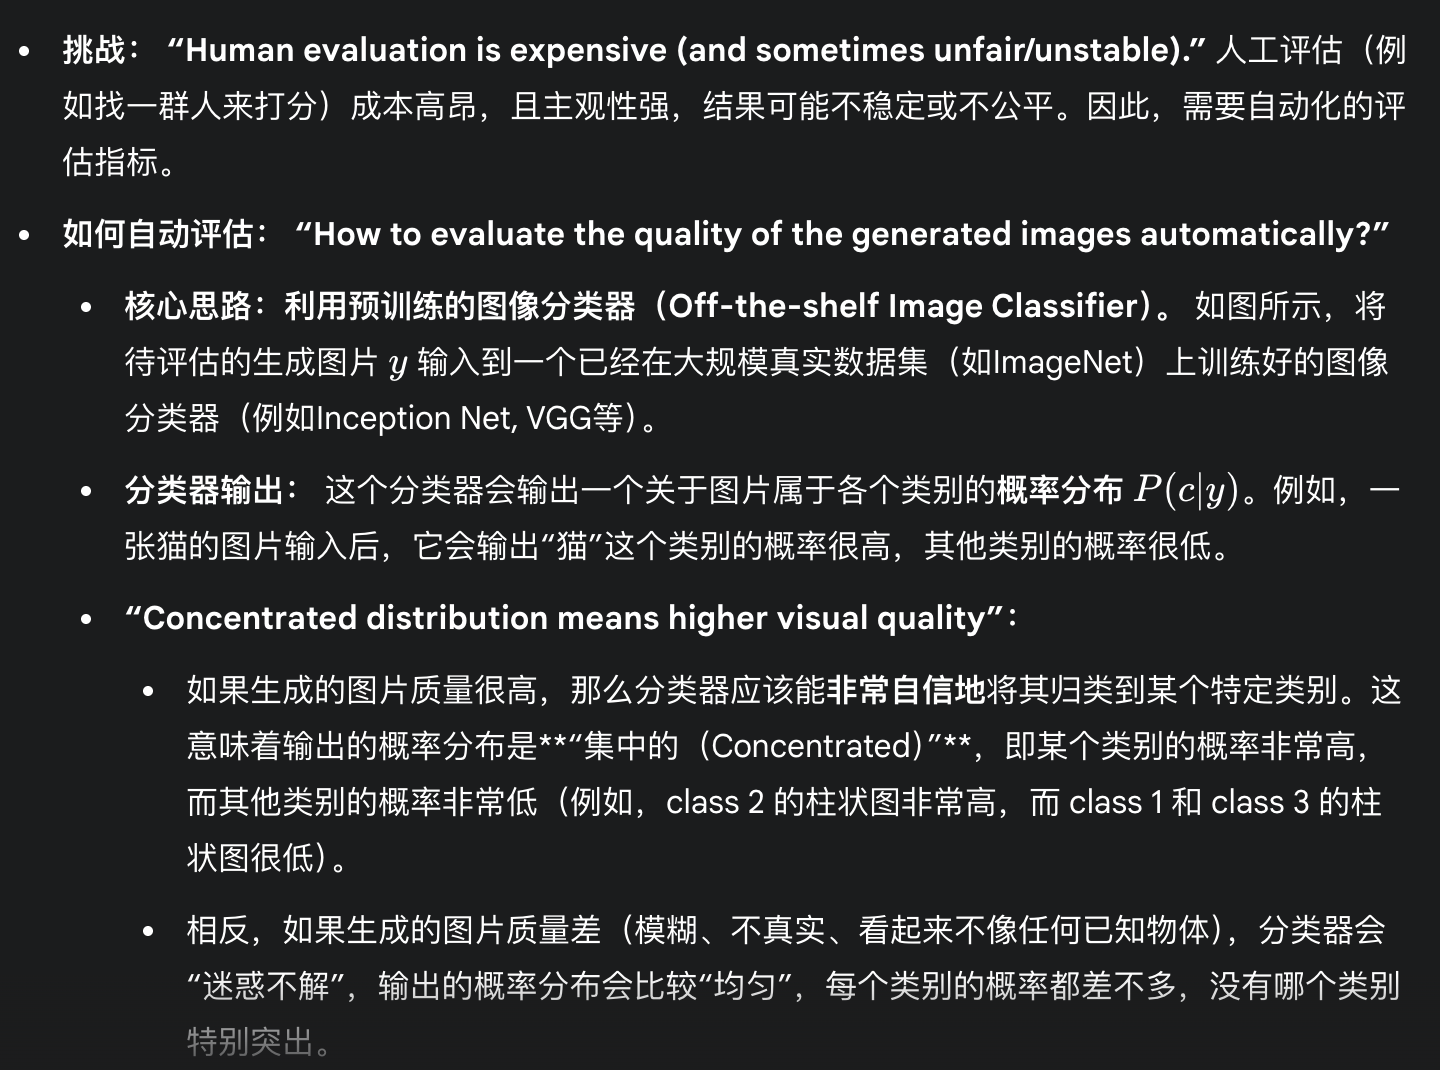 • 挑战： “Human evaluation is expensive (and sometimes unfair/unstable).” 人工评估（例
如找一群人来打分）成本高昂，且主观性强，结果可能不稳定或不公平。因此，需要自动化的评
估指标。
• 如何自动评估： “How to evaluate the quality of the generated images automatically?”
• 核心思路：利用预训练的图像分类器（Off-the-shelf Image Classifier）。 如图所示，将
待评估的生成图片 y 输入到一个已经在大规模真实数据集（如ImageNet）上训练好的图像
分类器（例如Inception Net, VGG等）。
• 分类器输出： 这个分类器会输出一个关于图片属于各个类别的概率分布 P(c|y)。例如，一
张猫的图片输入后，它会输出“猫”这个类别的概率很高，其他类别的概率很低。
• “Concentrated distribution means higher visual quality”：
• 如果生成的图片质量很高，那么分类器应该能非常自信地将其归类到某个特定类别。这
意味着输出的概率分布是**“集中的（Concentrated）”**，即某个类别的概率非常高，
而其他类别的概率非常低（例如，class 2 的柱状图非常高，而 class 1 和 class 3 的柱
状图很低）。
• 相反，如果生成的图片质量差（模糊、不真实、看起来不像任何已知物体），分类器会
“迷惑不解”，输出的概率分布会比较“均匀”，每个类别的概率都差不多，没有哪个类别
特别突出。